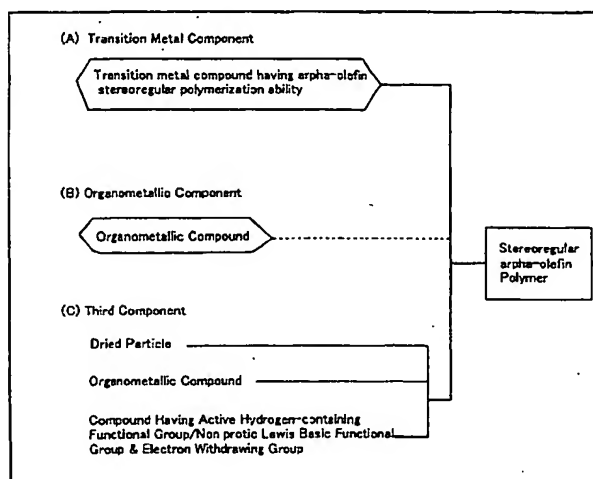 (A) Transition Metal Component
Transition metal compound having arpha-olefin
stereoregular polymerization ability
(B) Organometallic Component
Organometallic Compound
Stereoregular
arpha-olefin
Polymer
(C) Third Component
Dried Particle
Organometallic Compound
Compound Having Active Hydrogen-containing
Functional Group/Non protic Lewis Basic Functional
Group & Electron Withdrawing Group